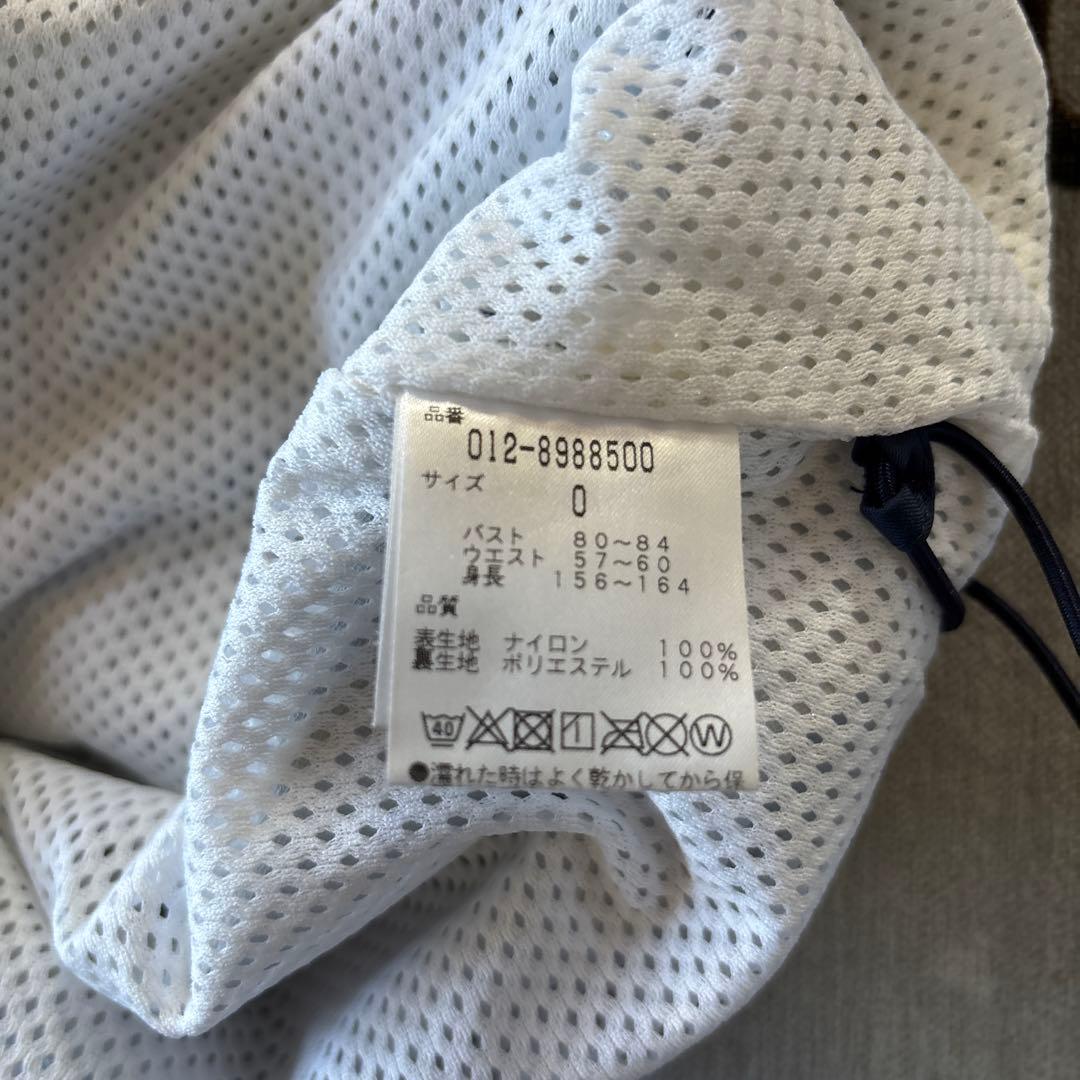 品番
012-8988500
サイズ
0
バスト 80～84
ウエスト 57～60
身長 156～164
品質
表生地 ナイロン 100%
裏生地 ポリエステル 100%
40 W
●濡れた時はよく乾かしてから保